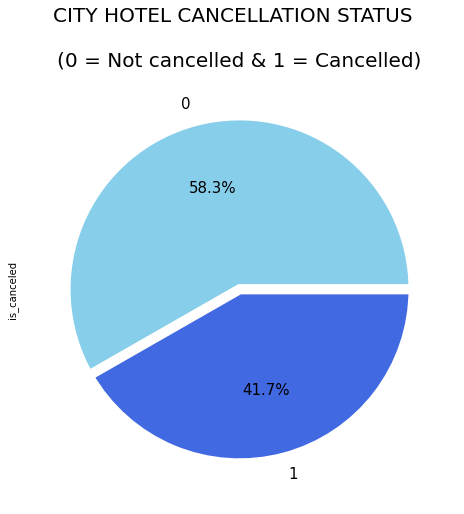 CITY HOTEL CANCELLATION STATUS
(0 = Not cancelled & 1 = Cancelled)
0
58.3%
is_canceled
41.7%
1